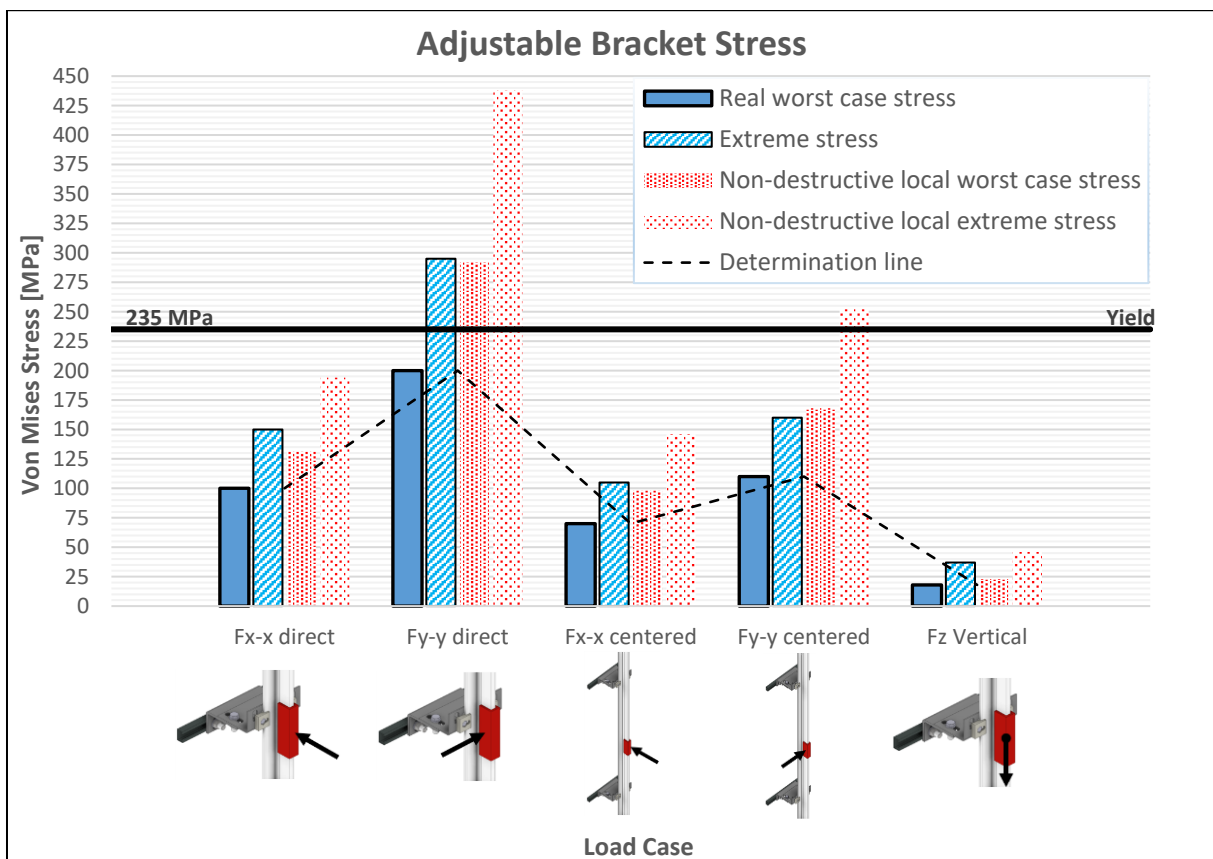 Adjustable Bracket Stress
450
425
400
375
350
325
300
275
250
225
200
175
150
125
100
75
50
25
0
Von Mises Stress [MPa]
Real worst case stress
Extreme stress
Non-destructive local worst case stress
Non-destructive local extreme stress
Determination line
235 MPa
Yield
Fx-x direct
Fy-y direct
Fx-x centered
Fy-y centered
Fz Vertical
Load Case